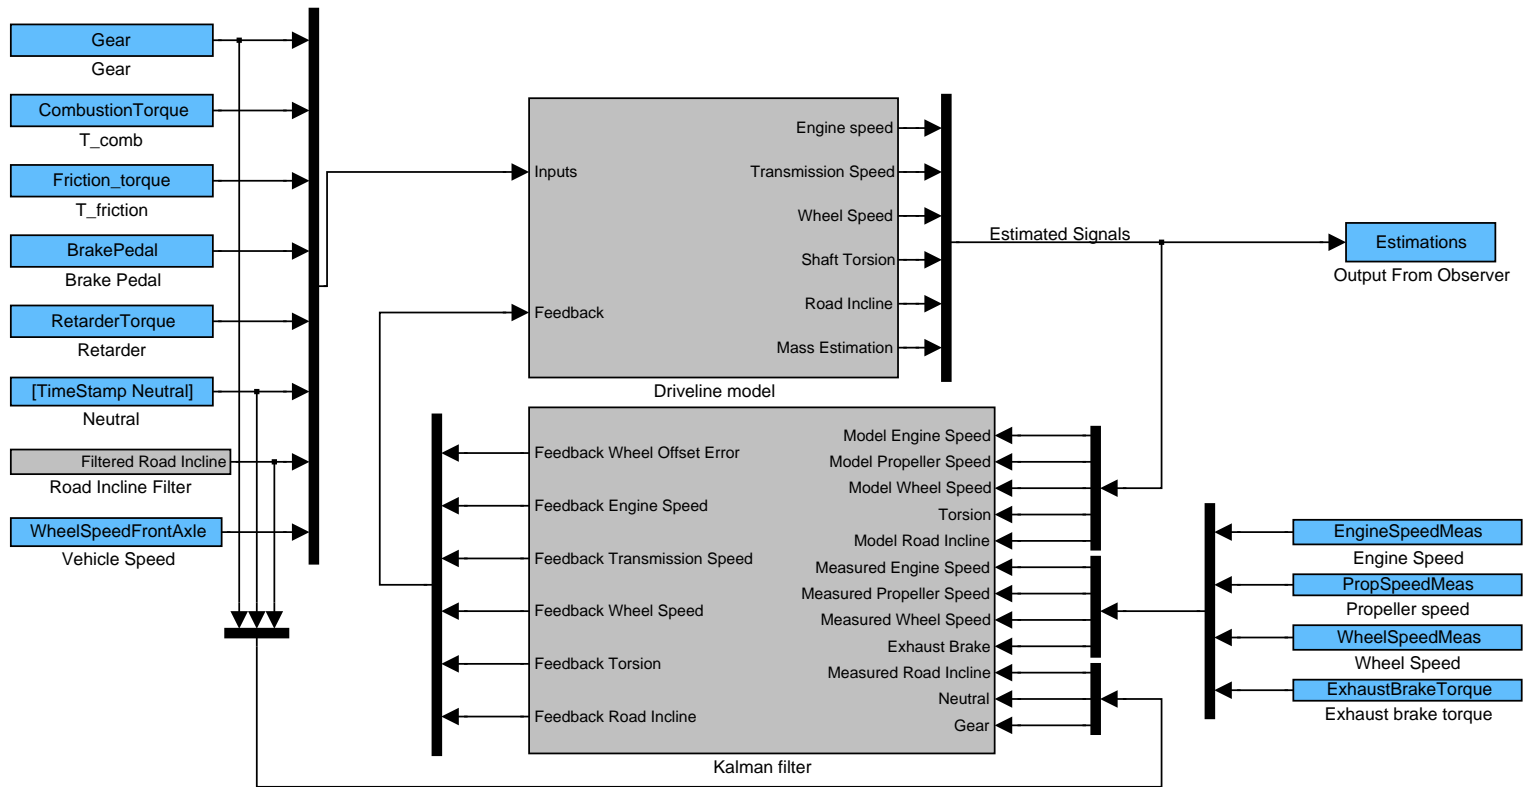 Gear
Gear
CombustionTorque
T_comb
Friction_torque
T_friction
BrakePedal
Brake Pedal
RetarderTorque
Retarder
[TimeStamp Neutral]
Neutral
Filtered Road Incline
Road Incline Filter
WheelSpeedFrontAxle
Vehicle Speed
Inputs
Feedback
Engine speed
Transmission Speed
Wheel Speed
Shaft Torsion
Road Incline
Mass Estimation
Driveline model
Estimated Signals
Estimations
Output From Observer
Feedback Wheel Offset Error
Feedback Engine Speed
Feedback Transmission Speed
Feedback Wheel Speed
Feedback Torsion
Feedback Road Incline
Model Engine Speed
Model Propeller Speed
Model Wheel Speed
Torsion
Model Road Incline
Measured Engine Speed
Measured Propeller Speed
Measured Wheel Speed
Exhaust Brake
Measured Road Incline
Neutral
Gear
Kalman filter
EngineSpeedMeas
Engine Speed
PropSpeedMeas
Propeller speed
WheelSpeedMeas
Wheel Speed
ExhaustBrakeTorque
Exhaust brake torque